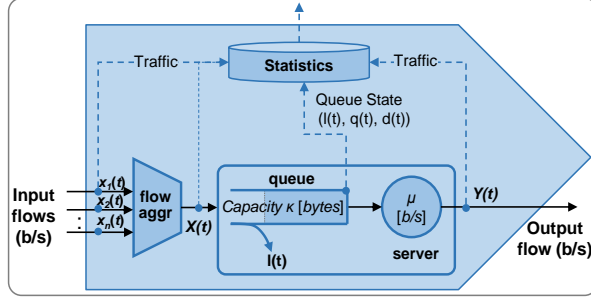 Traffic
Statistics
Traffic
Queue State
(l(t), q(t), d(t))
Input
flows
(b/s)
x1(t)
x2(t)
:
xn(t)
flow
aggr
X(t)
queue
Capacity κ [bytes]
l(t)
μ
[b/s]
server
Y(t)
Output
flow (b/s)